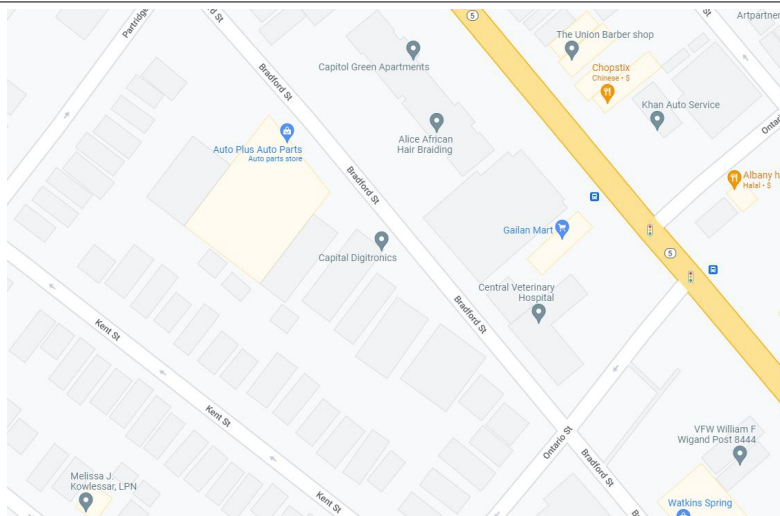 Partridge
d St
5
St
Artpartner
The Union Barber shop
Bradford St
Capitol Green Apartments
Chopstix
Chinese • $
Khan Auto Service
Ontar
Auto Plus Auto Parts
Auto parts store
Alice African
Hair Braiding
Bradford St
Albany h
Halal • $
Gailan Mart
Capital Digitronics
5
Central Veterinary
Hospital
Bradford St
Kent St
Kent St
Ontario St
Bradford St
VFW William F
Wigand Post 8444
Melissa J.
Kowlessar, LPN
Kent St
Watkins Spring